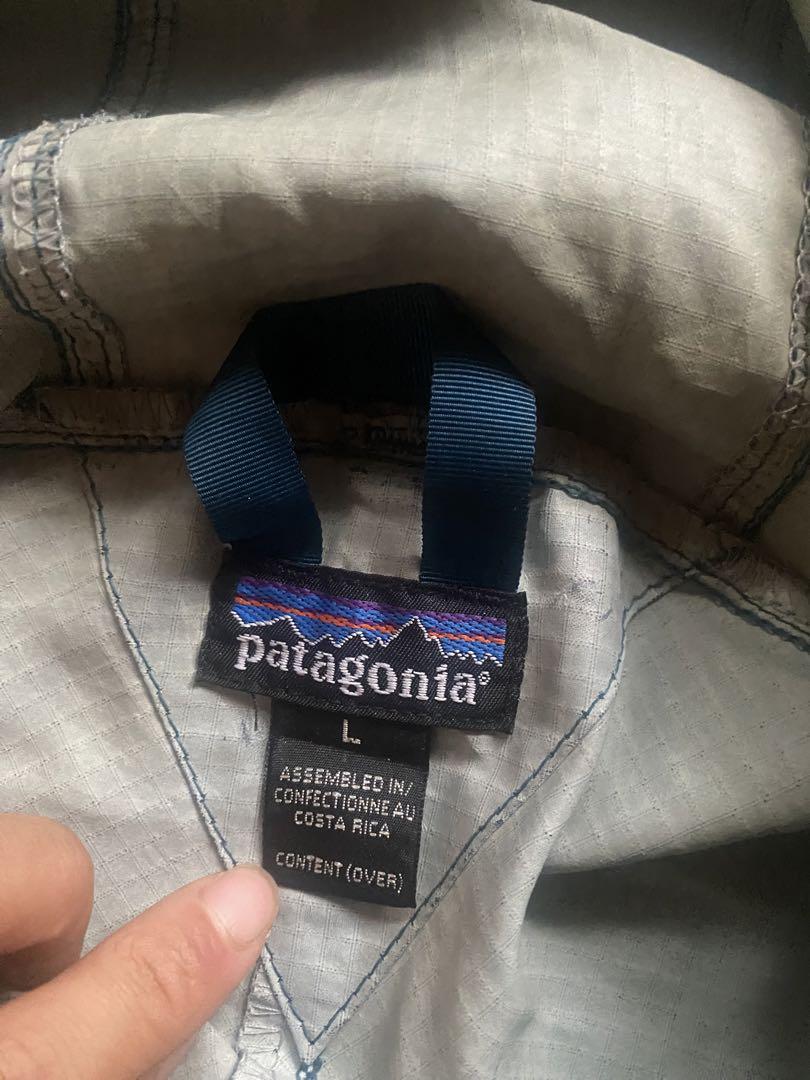 patagonia®
L
ASSEMBLED IN/
CONFECTIONNE AU
COSTA RICA
CONTENT (OVER)